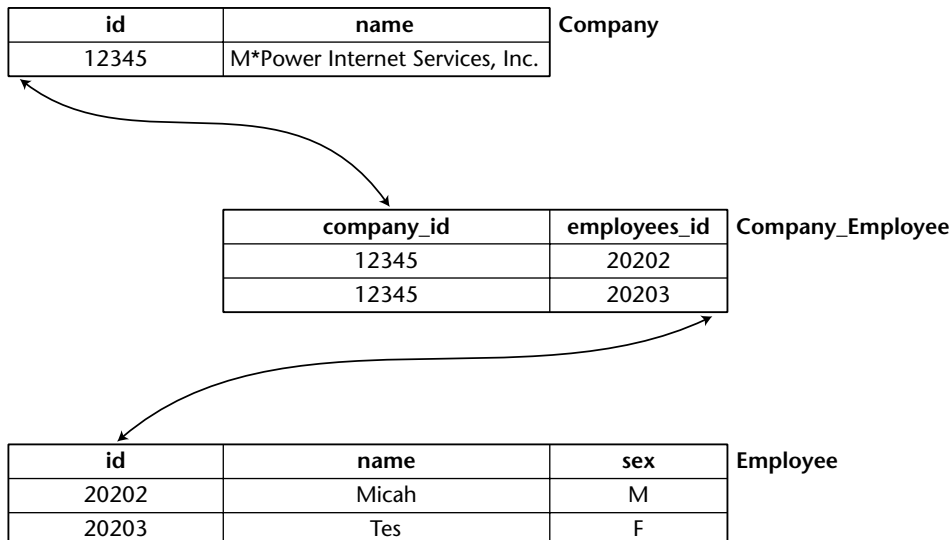 id name Company
12345 M*Power Internet Services, Inc.
company_id employees_id Company_Employee
12345 20202
12345 20203
id name sex Employee
20202 Micah M
20203 Tes F